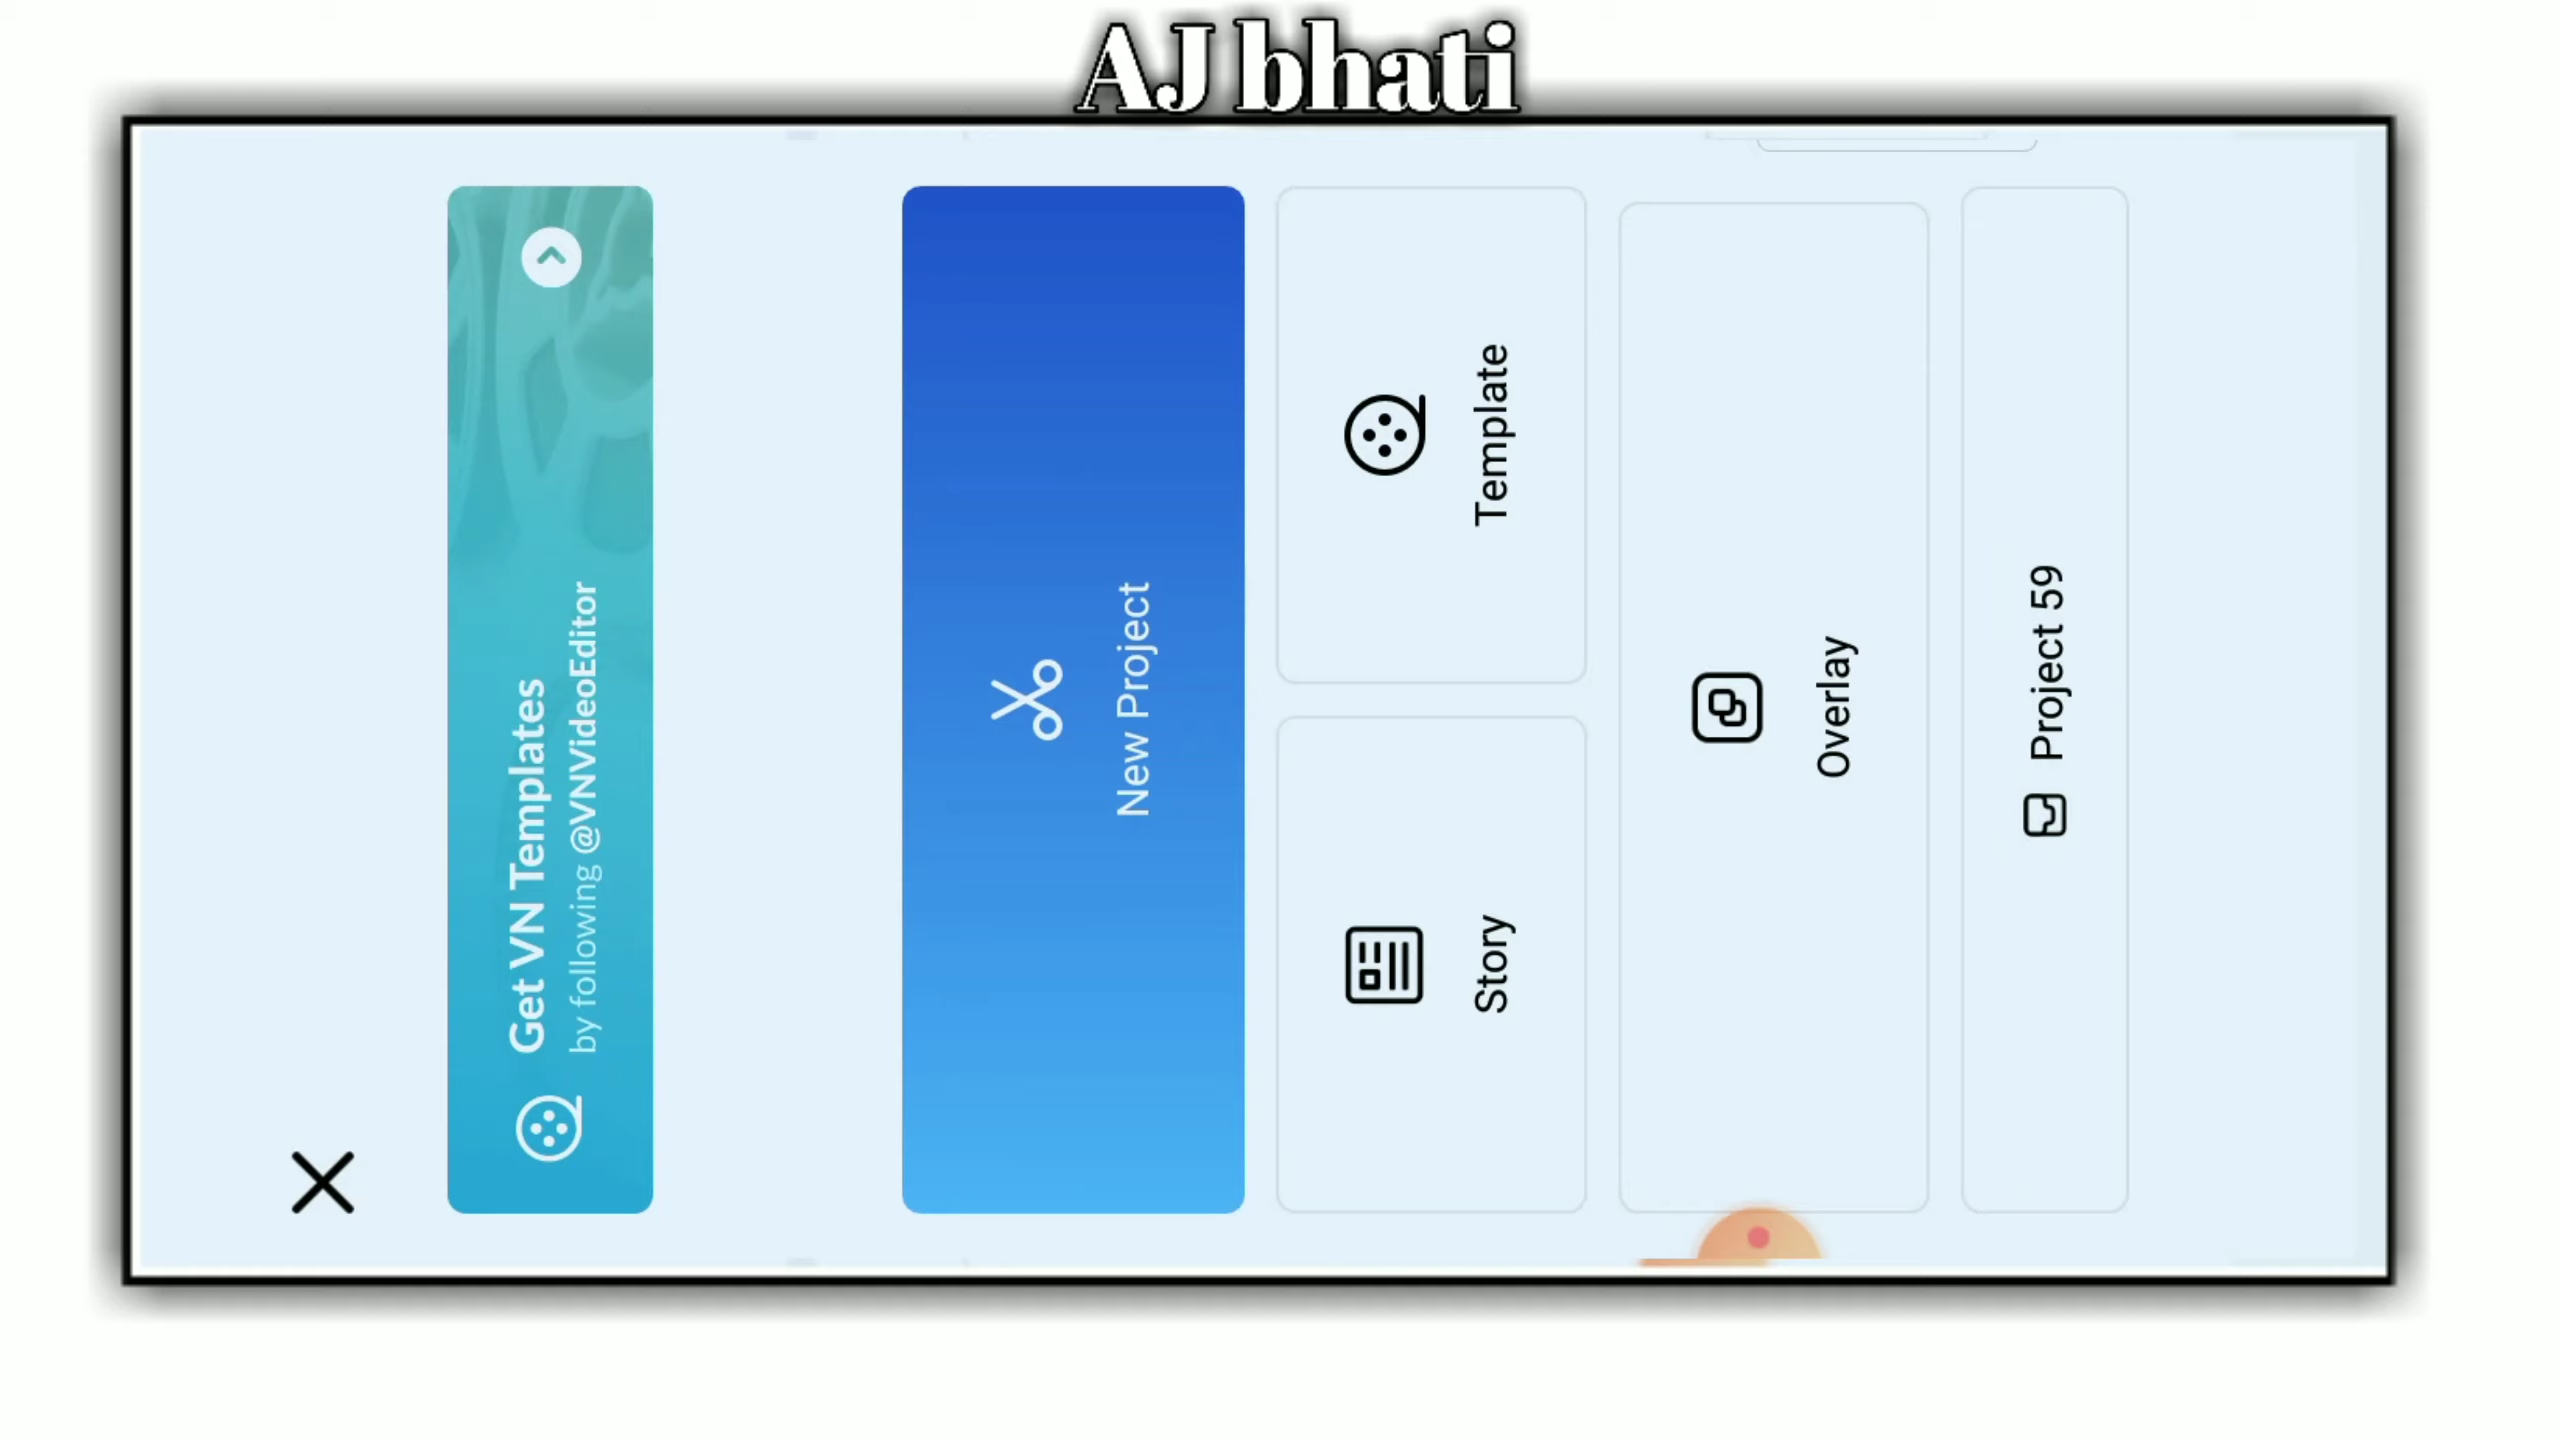 AJ bhati
Get VN Templates
by following @VNVideoEditor
New Project
Story
Template
Overlay
Project 59